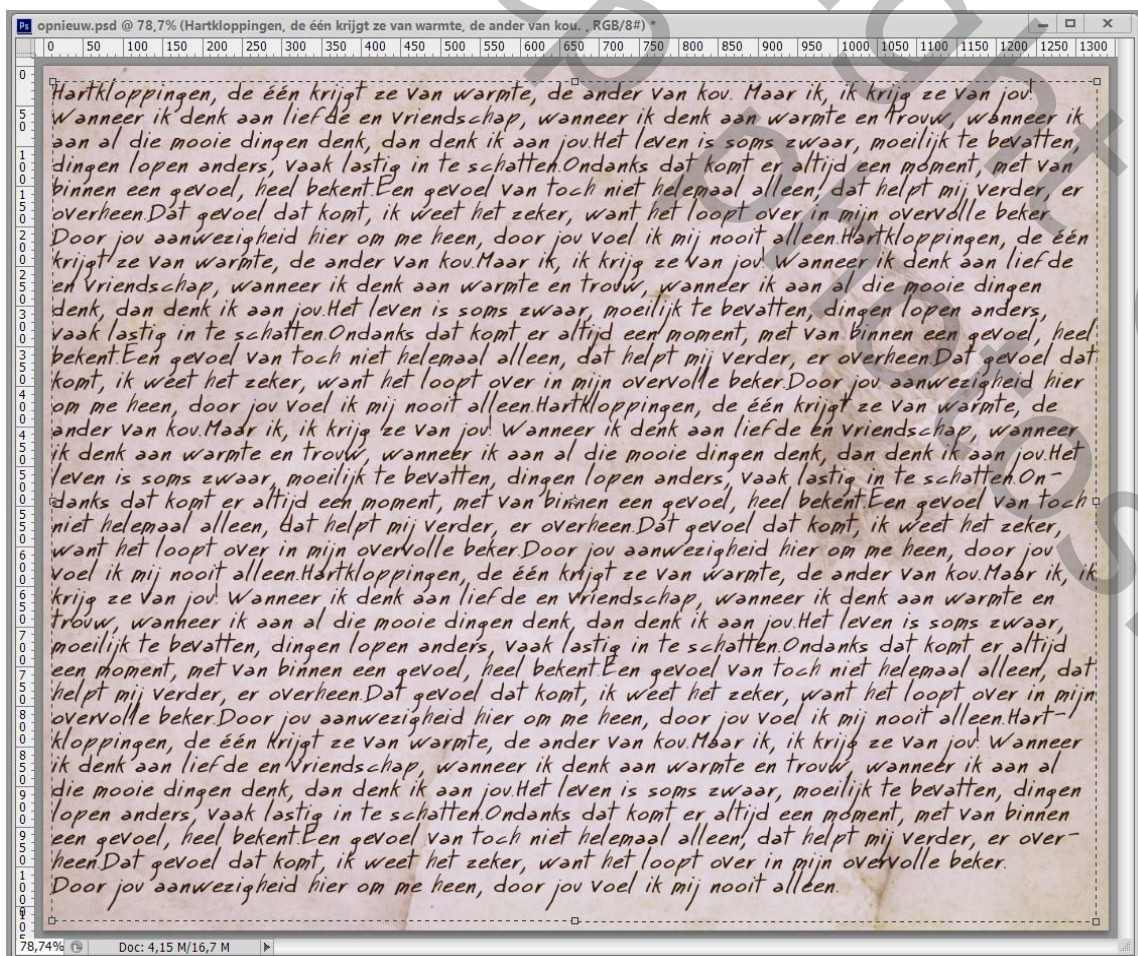 opnieuw.psd @ 78,7% (Hartkloppingen, de één krijgt ze van warmte, de ander van kou. , RGB/8#) *
0 50 100 150 200 250 300 350 400 450 500 550 600 650 700 750 800 850 900 950 1000 1050 1100 1150 1200 1250 1300
Hartkloppingen, de één krijgt ze van warmte, de ander van kou. Maar ik, ik krijg ze van jou!
Wanneer ik denk aan liefde en vriendschap, wanneer ik denk aan warmte en trouw, wanneer ik
aan al die mooie dingen denk, dan denk ik aan jou.Het leven is soms zwaar, moeilijk te bevatten,
dingen lopen anders, vaak lastig in te schatten.Ondanks dat komt er altijd een moment, met van
binnen een gevoel, heel bekent.Een gevoel van toch niet helemaal alleen, dat helpt mij verder, er
overheen.Dat gevoel dat komt, ik weet het zeker, want het loopt over in mijn overvolle beker.
Door jou aanwezigheid hier om me heen, door jou voel ik mij nooit alleen.Hartkloppingen, de één
krijgt ze van warmte, de ander van kou.Maar ik, ik krijg ze van jou! Wanneer ik denk aan liefde
en vriendschap, wanneer ik denk aan warmte en trouw, wanneer ik aan al die mooie dingen
denk, dan denk ik aan jou.Het leven is soms zwaar, moeilijk te bevatten, dingen lopen anders,
vaak lastig in te schatten.Ondanks dat komt er altijd een moment, met van binnen een gevoel, heel
bekent.Een gevoel van toch niet helemaal alleen, dat helpt mij verder, er overheen.Dat gevoel dat
komt, ik weet het zeker, want het loopt over in mijn overvolle beker.Door jou aanwezigheid hier
om me heen, door jou voel ik mij nooit alleen.Hartkloppingen, de één krijgt ze van warmte, de
ander van kou.Maar ik, ik krijg ze van jou! Wanneer ik denk aan liefde en vriendschap, wanneer
ik denk aan warmte en trouw, wanneer ik aan al die mooie dingen denk, dan denk ik aan jou.Het
leven is soms zwaar, moeilijk te bevatten, dingen lopen anders, vaak lastig in te schatten.On-
danks dat komt er altijd een moment, met van binnen een gevoel, heel bekent.Een gevoel van toch
niet helemaal alleen, dat helpt mij verder, er overheen.Dat gevoel dat komt, ik weet het zeker,
want het loopt over in mijn overvolle beker.Door jou aanwezigheid hier om me heen, door jou
voel ik mij nooit alleen.Hartkloppingen, de één krijgt ze van warmte, de ander van kou.Maar ik, ik
krijg ze van jou! Wanneer ik denk aan liefde en vriendschap, wanneer ik denk aan warmte en
trouw, wanneer ik aan al die mooie dingen denk, dan denk ik aan jou.Het leven is soms zwaar,
moeilijk te bevatten, dingen lopen anders, vaak lastig in te schatten.Ondanks dat komt er altijd
een moment, met van binnen een gevoel, heel bekent.Een gevoel van toch niet helemaal alleen, dat
helpt mij verder, er overheen.Dat gevoel dat komt, ik weet het zeker, want het loopt over in mijn
overvolle beker.Door jou aanwezigheid hier om me heen, door jou voel ik mij nooit alleen.Hart-
kloppingen, de één krijgt ze van warmte, de ander van kou.Maar ik, ik krijg ze van jou! Wanneer
ik denk aan liefde en vriendschap, wanneer ik denk aan warmte en trouw, wanneer ik aan al
die mooie dingen denk, dan denk ik aan jou.Het leven is soms zwaar, moeilijk te bevatten, dingen
lopen anders, vaak lastig in te schatten.Ondanks dat komt er altijd een moment, met van binnen
een gevoel, heel bekent.Een gevoel van toch niet helemaal alleen, dat helpt mij verder, er over-
heen.Dat gevoel dat komt, ik weet het zeker, want het loopt over in mijn overvolle beker.
Door jou aanwezigheid hier om me heen, door jou voel ik mij nooit alleen.
78,74% Doc: 4,15 M/16,7 M